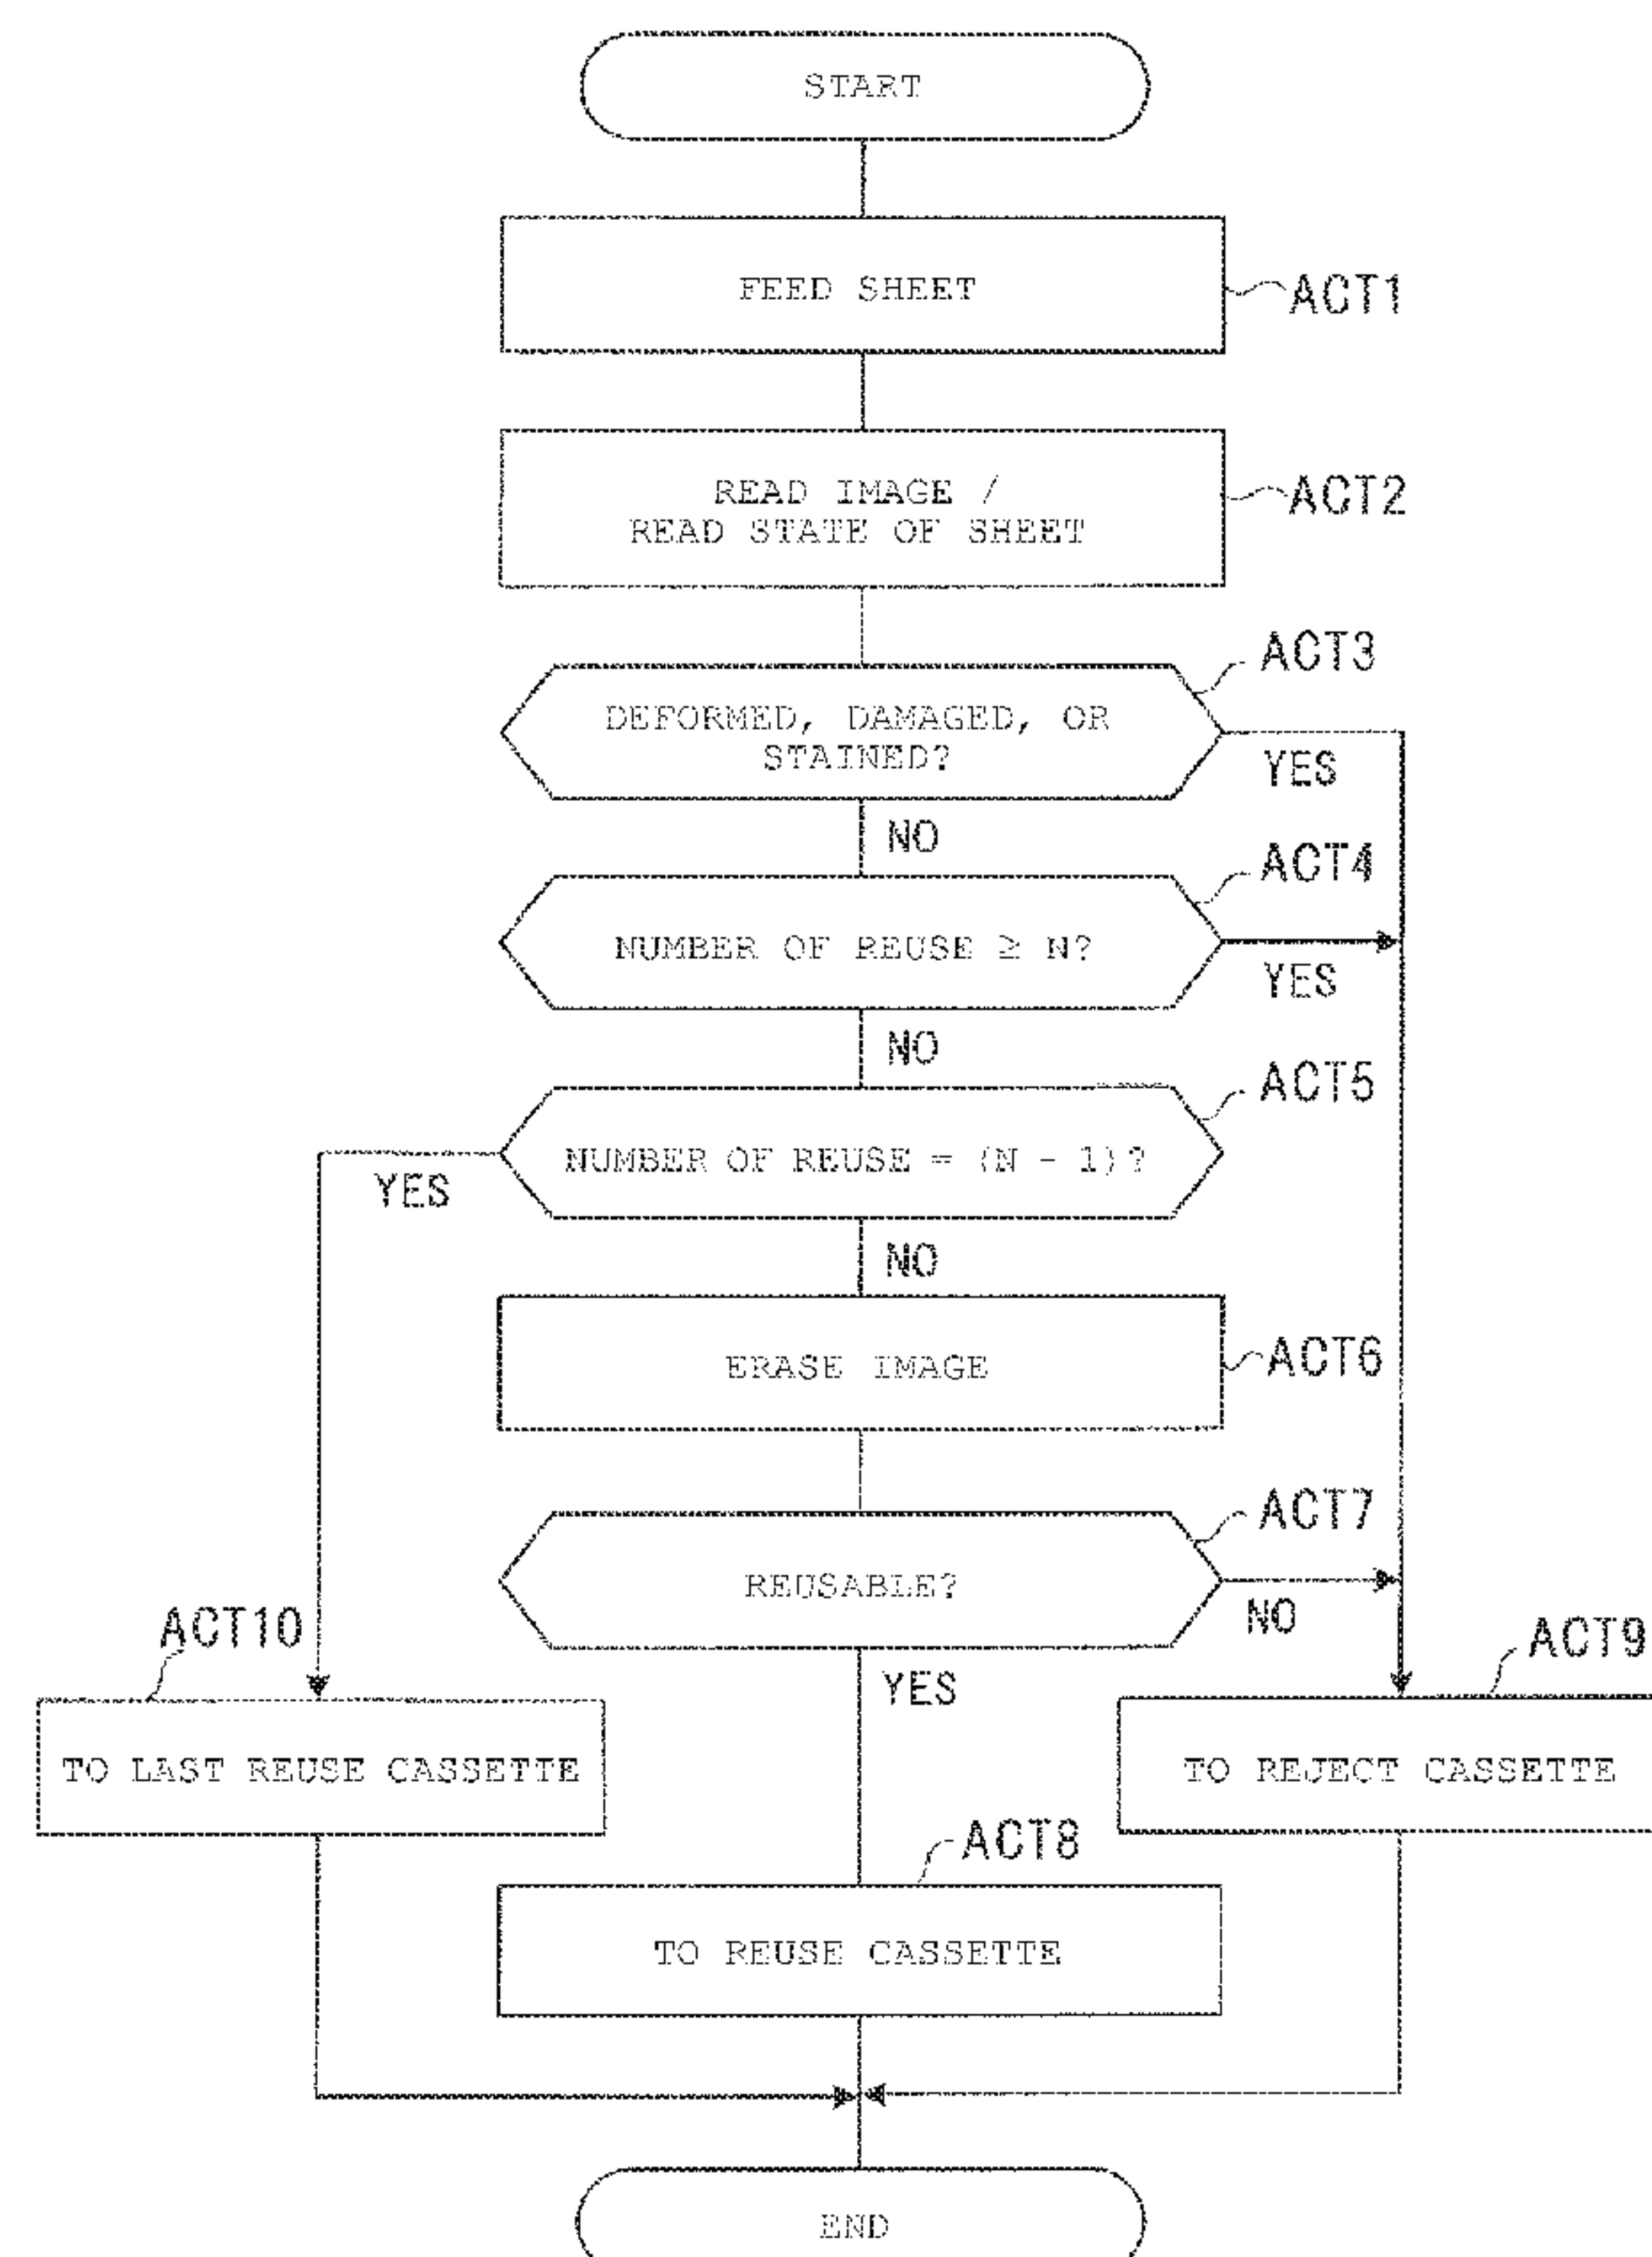 START
FEED SHEET
ACT1
READ IMAGE /
READ STATE OF SHEET
ACT2
ACT3
DEFORMED, DAMAGED, OR
STAINED?
YES
NO
ACT4
NUMBER OF REUSE ≥ N?
YES
NO
ACT5
NUMBER OF REUSE = (N - 1)?
YES
NO
ERASE IMAGE
ACT6
ACT7
REUSABLE?
NO
YES
ACT10
TO LAST REUSE CASSETTE
ACT9
TO REJECT CASSETTE
ACT8
TO REUSE CASSETTE
END